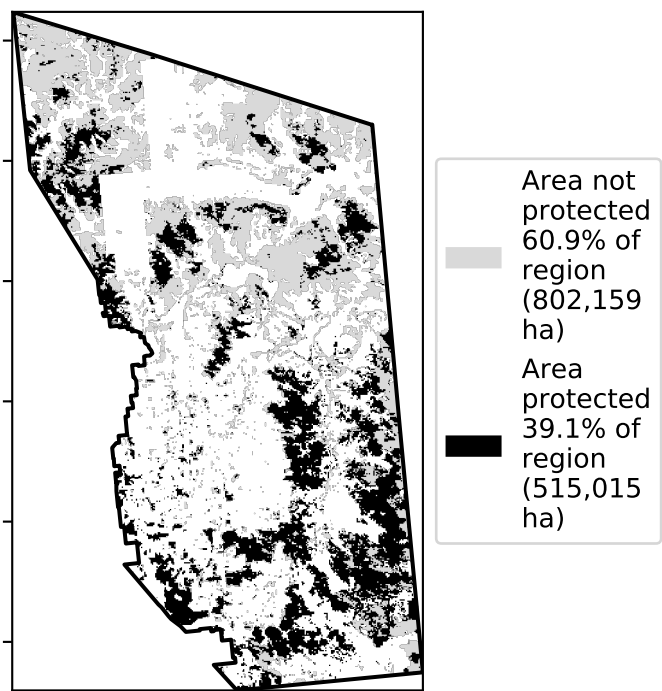 Area not
protected
60.9% of
region
(802,159
ha)
Area
protected
39.1% of
region
(515,015
ha)